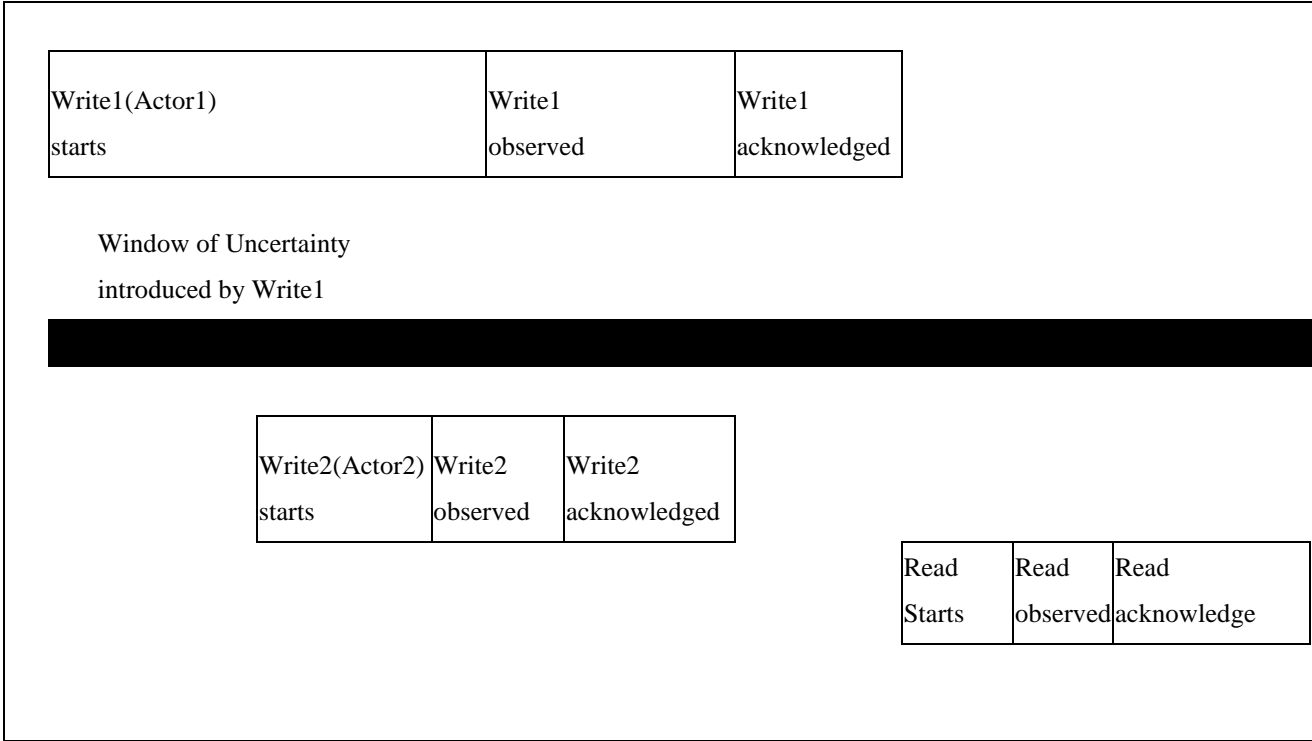 Write1(Actor1)
starts
Write1
observed
Write1
acknowledged
Window of Uncertainty
introduced by Write1
Write2(Actor2)
starts
Write2
observed
Write2
acknowledged
Read
Starts
Read
observed
Read
acknowledge